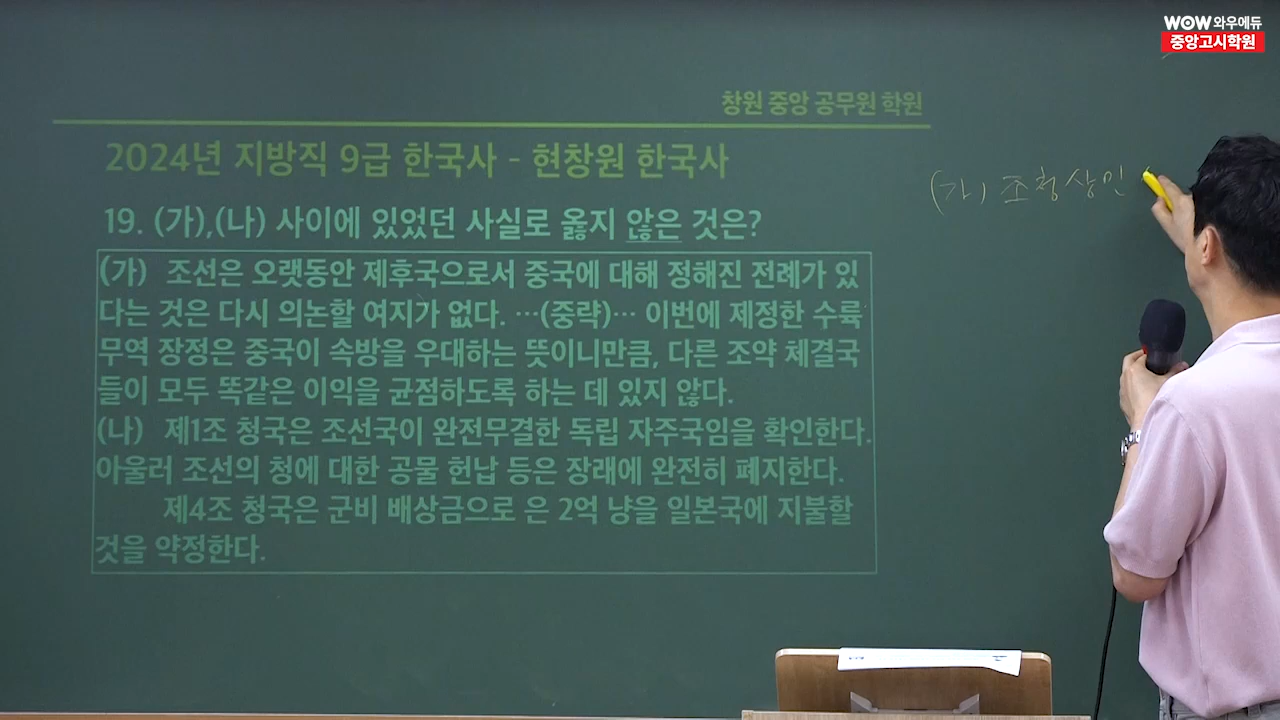 WOW 와우에듀
중앙고시학원
창원 중앙 공무원 학원
2024년 지방직 9급 한국사 - 현창원 한국사
19. (가),(나) 사이에 있었던 사실로 옳지 않은 것은?
(가) 조선은 오랫동안 제후국으로서 중국에 대해 정해진 전례가 있
다는 것은 다시 의논할 여지가 없다. …(중략)… 이번에 제정한 수륙
무역 장정은 중국이 속방을 우대하는 뜻이니만큼, 다른 조약 체결국
들이 모두 똑같은 이익을 균점하도록 하는 데 있지 않다.
(나) 제1조 청국은 조선국이 완전무결한 독립 자주국임을 확인한다.
아울러 조선의 청에 대한 공물 헌납 등은 장래에 완전히 폐지한다.
제4조 청국은 군비 배상금으로 은 2억 냥을 일본국에 지불할
것을 약정한다.
(가) 조청상민